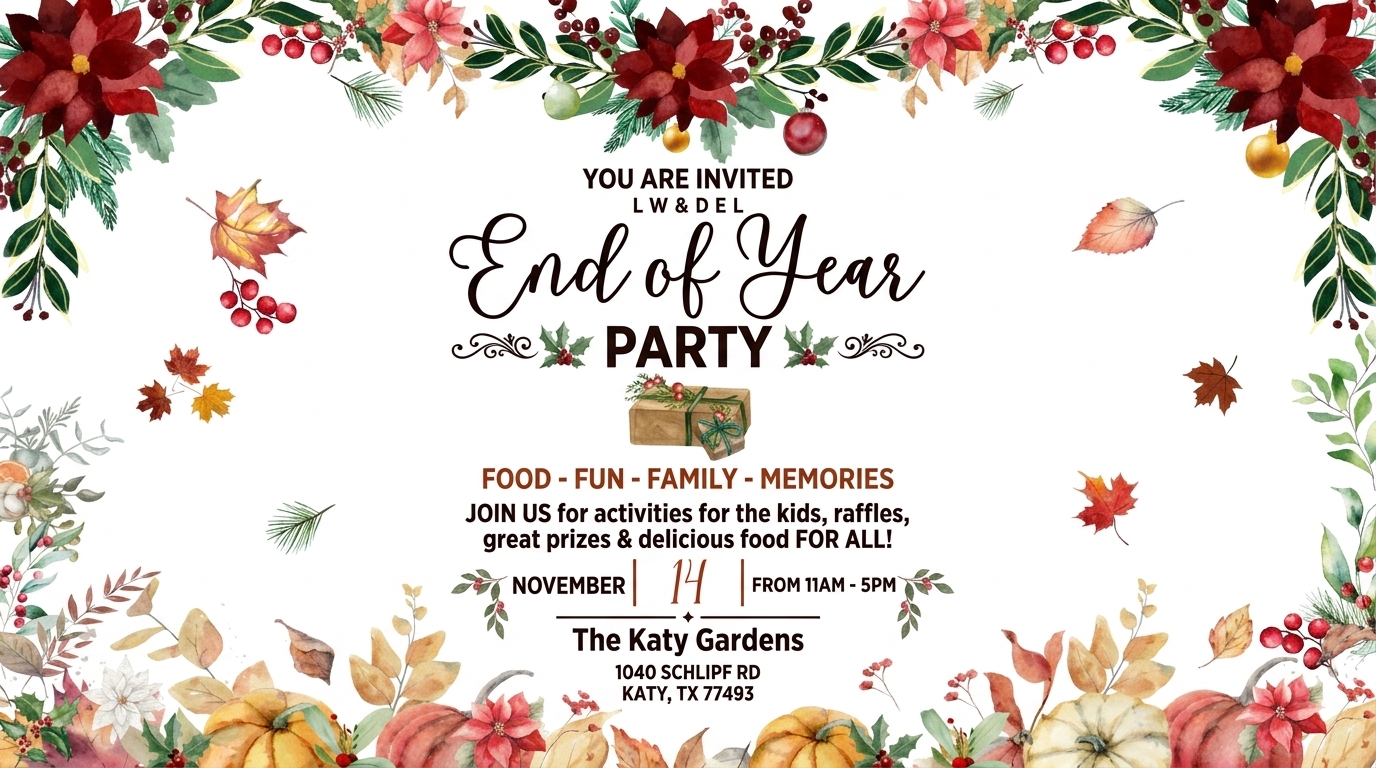 YOU ARE INVITED
LW&DEL
End of Year
PARTY
FOOD - FUN - FAMILY - MEMORIES
JOIN US for activities for the kids, raffles,
great prizes & delicious food FOR ALL!
NOVEMBER 14 FROM 11AM - 5PM
The Katy Gardens
1040 SCHLIPF RD
KATY, TX 77493